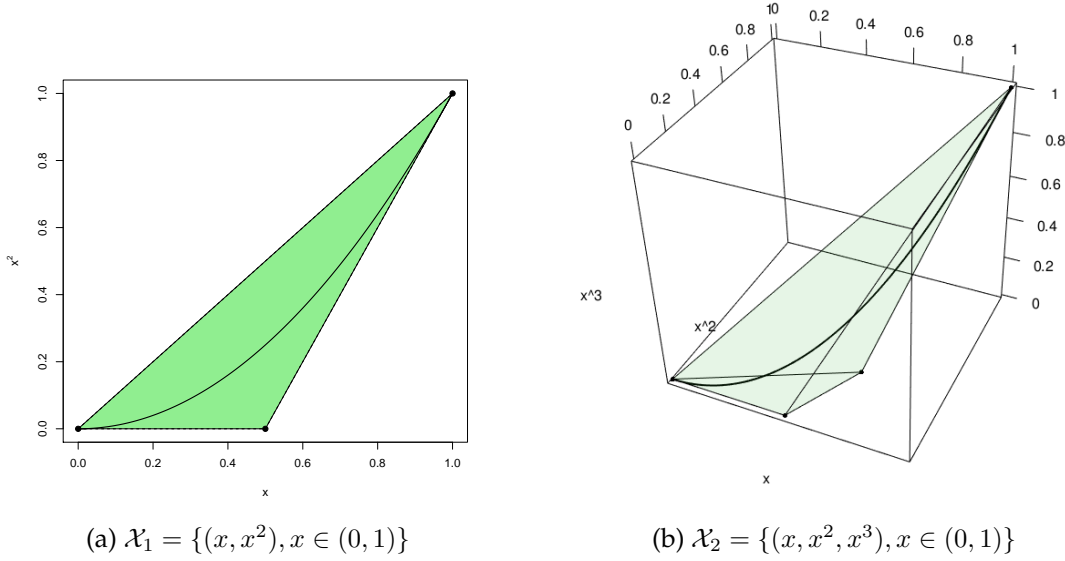 0.0 0.2 0.4 0.6 0.8 1.0
x²
0.0 0.2 0.4 0.6 0.8 1.0
x
0 0.2 0.4 0.6 0.8 1
0 0.2 0.4 0.6 0.8 1
1 0.8 0.6 0.4 0.2 0
x^3
x^2
x
(a) 𝒳₁ = {(x, x²), x ∈ (0, 1)}
(b) 𝒳₂ = {(x, x², x³), x ∈ (0, 1)}